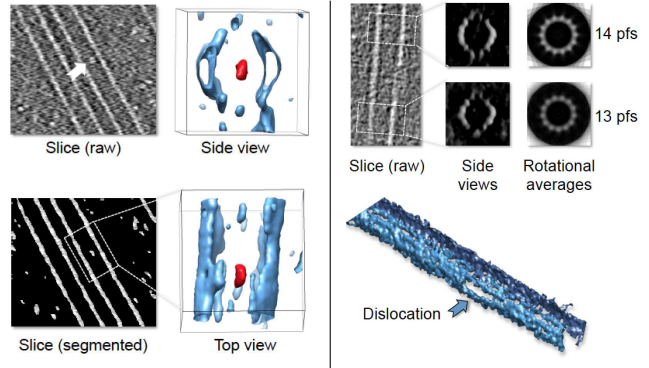 Slice (raw)
Side view
Slice (segmented)
Top view
14 pfs
13 pfs
Slice (raw)
Side
views
Rotational
averages
Dislocation